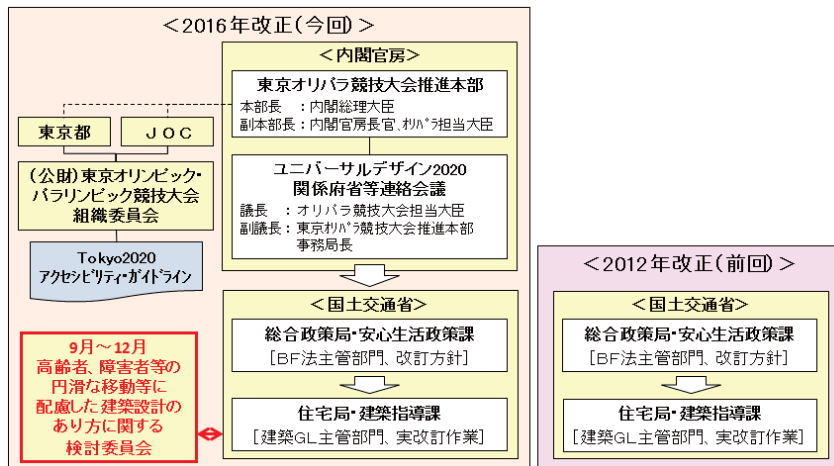 ＜2016年改正(今回)＞
＜内閣官房＞
東京オリパラ競技大会推進本部
本部長　：内閣総理大臣
副本部長：内閣官房長官、ｵﾘﾊﾟﾗ担当大臣
東京都
ＪＯＣ
(公財)東京オリンピック・
パラリンピック競技大会
組織委員会
Tokyo2020
アクセシビリティ・ガイドライン
ユニバーサルデザイン2020
関係府省等連絡会議
議長　：オリパラ競技大会担当大臣
副議長：東京ｵﾘﾊﾟﾗ競技大会推進本部
事務局長
＜国土交通省＞
総合政策局・安心生活政策課
［ＢＦ法主管部門、改訂方針］
住宅局・建築指導課
［建築GL主管部門、実改訂作業］
9月～12月
高齢者、障害者等の
円滑な移動等に
配慮した建築設計の
あり方に関する
検討委員会
＜2012年改正(前回)＞
＜国土交通省＞
総合政策局・安心生活政策課
［ＢＦ法主管部門、改訂方針］
住宅局・建築指導課
［建築GL主管部門、実改訂作業］